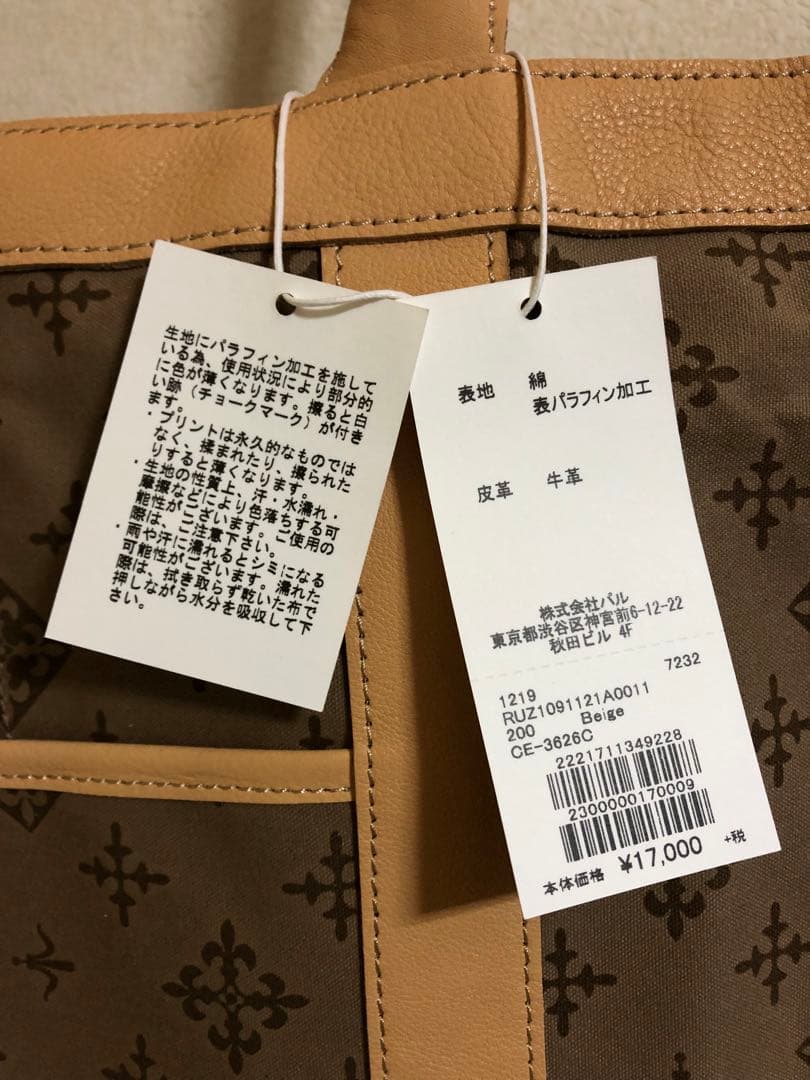 生地にパラフィン加工を施して
いる為、使用状況により部分的
に色が薄くなります。擦ると白
い跡（チョークマーク）が付き
ます。
・プリントは永久的なものでは
なく、揉まれたり、擦られた
りすると薄くなります。
・生地の性質上、汗・水濡れ・
摩擦などにより色落ちする可
能性がございます。ご使用の
際は、ご注意下さい。
・雨や汗に濡れるとシミになる
可能性がございます。濡れた
際は、拭き取らず乾いた布で
押しながら水分を吸収して下
さい。
表地 綿
表パラフィン加工
皮革 牛革
株式会社パル
東京都渋谷区神宮前6-12-22
秋田ビル 4F
1219 7232
RUZ1091121A0011
200 Beige
CE-3626C
2221711349228
2300000170009
本体価格 ¥17,000 +税